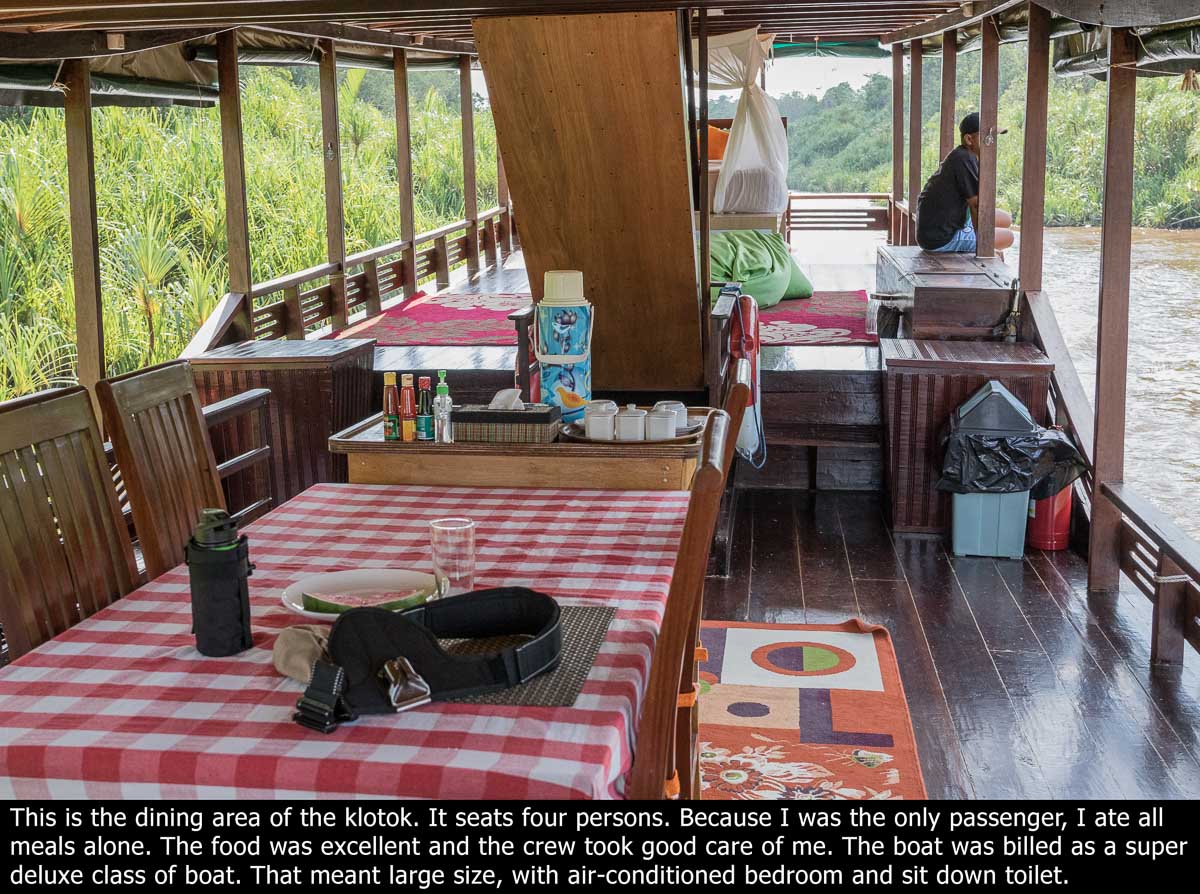 This is the dining area of the klotok. It seats four persons. Because I was the only passenger, I ate all
meals alone. The food was excellent and the crew took good care of me. The boat was billed as a super
deluxe class of boat. That meant large size, with air-conditioned bedroom and sit down toilet.